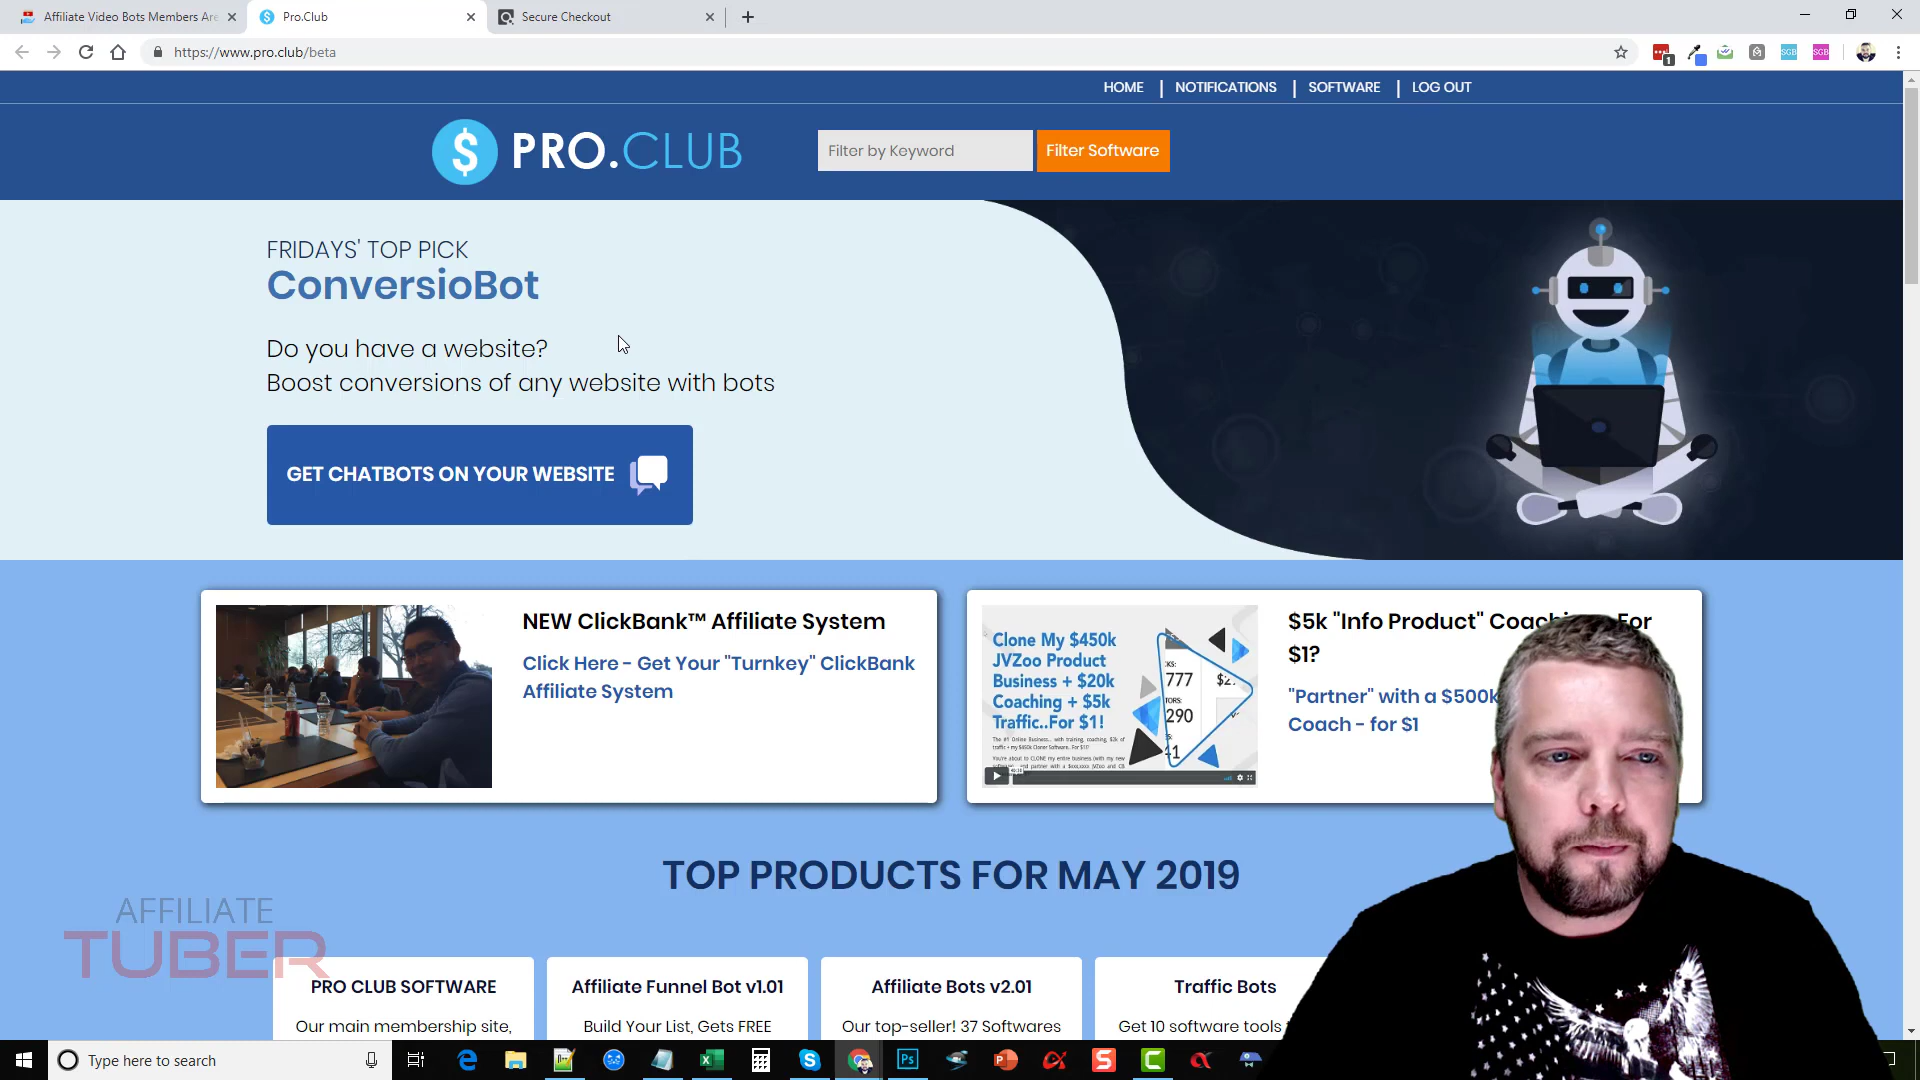 Affiliate Video Bots Members Are
Pro.Club
Secure Checkout
https://www.pro.club/beta
1
SGB
SGB
HOME
NOTIFICATIONS
SOFTWARE
LOG OUT
$
PRO.CLUB
Filter by Keyword
Filter Software
FRIDAYS' TOP PICK
ConversioBot
Do you have a website?
Boost conversions of any website with bots
GET CHATBOTS ON YOUR WEBSITE
NEW ClickBank™ Affiliate System
Click Here - Get Your "Turnkey" ClickBank
Affiliate System
Clone My $450k
JVZoo Product
Business + $20k
Coaching + $5k
Traffic..For $1!
777
290
41
$5k "Info Product" For
$1?
"Partner" with a $500k
Coach - for $1
TOP PRODUCTS FOR MAY 2019
AFFILIATE
TUBER
PRO CLUB SOFTWARE
Our main membership site,
Affiliate Funnel Bot v1.01
Build Your List, Gets FREE
Affiliate Bots v2.01
Our top-seller! 37 Softwares
Traffic Bots
Get 10 software tools
Type here to search